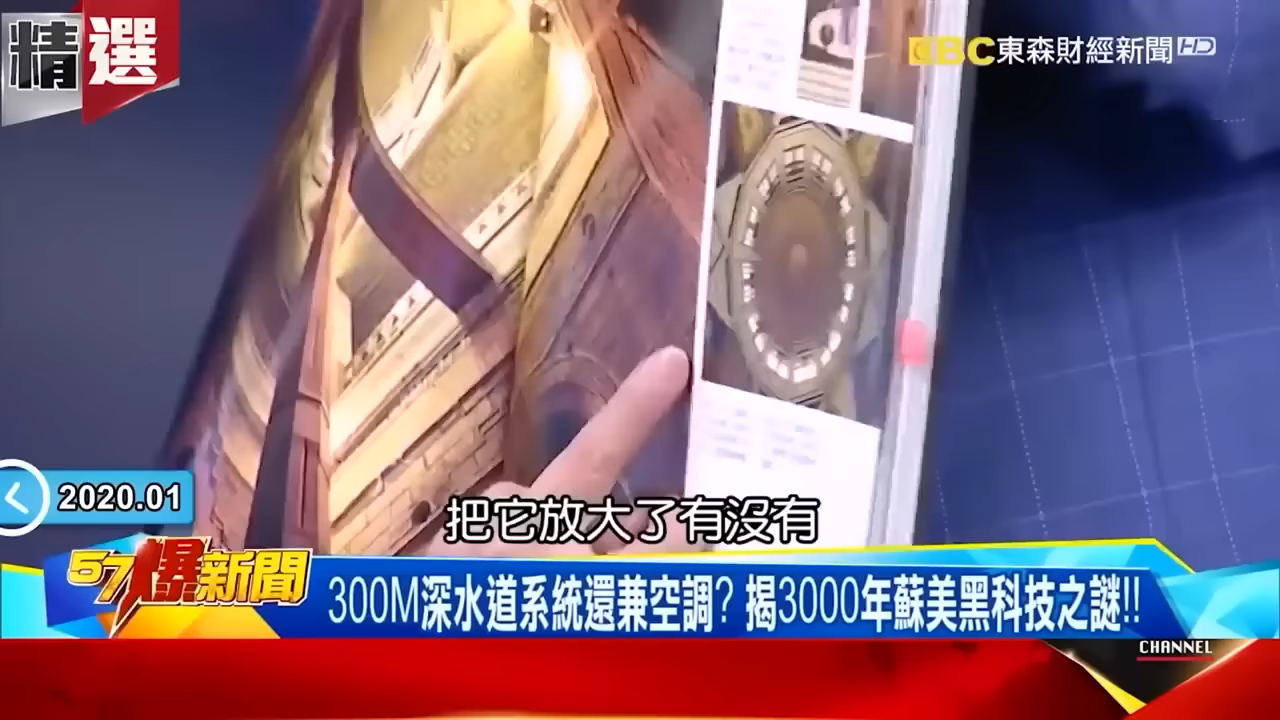 精選
EBC東森財經新聞HD
2020.01
把它放大了有沒有
57爆新聞
300M深水道系統還兼空調? 揭3000年蘇美黑科技之謎!!
CHANNEL